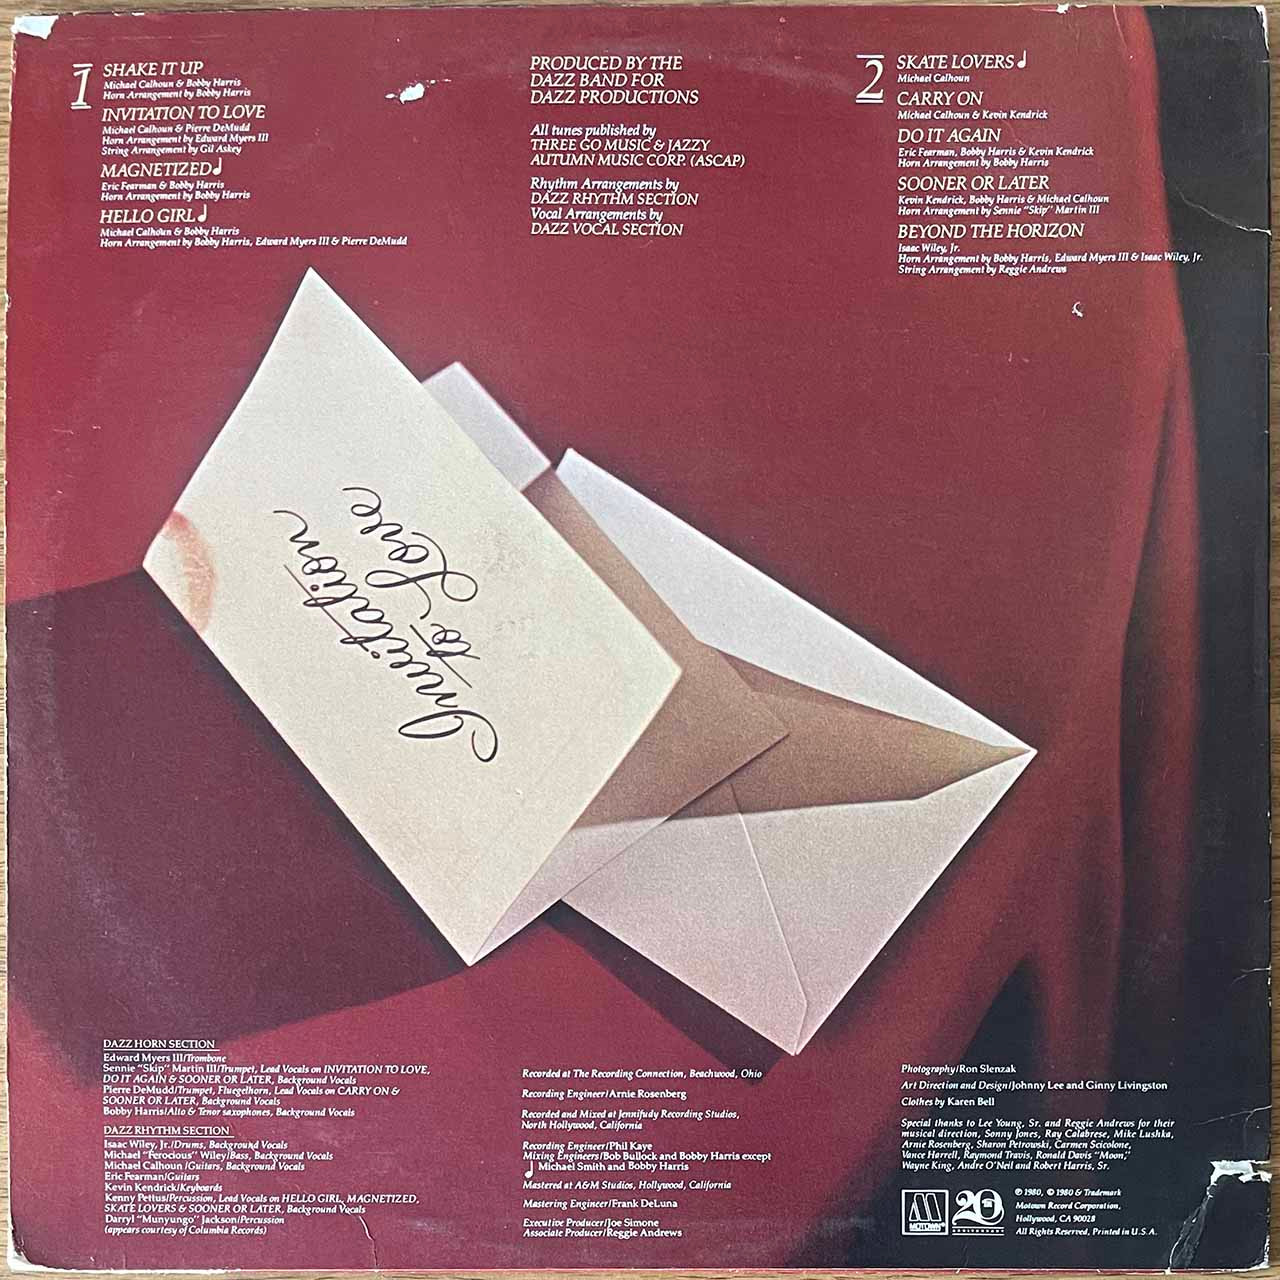 1
SHAKE IT UP
Michael Calhoun & Bobby Harris
Horn Arrangement by Bobby Harris
INVITATION TO LOVE
Michael Calhoun & Pierre DeMudd
Horn Arrangement by Edward Myers III
String Arrangement by Gil Askey
MAGNETIZED♩
Eric Fearman & Bobby Harris
Horn Arrangement by Bobby Harris
HELLO GIRL♩
Michael Calhoun & Bobby Harris
Horn Arrangement by Bobby Harris, Edward Myers III & Pierre DeMudd
PRODUCED BY THE
DAZZ BAND FOR
DAZZ PRODUCTIONS
All tunes published by
THREE GO MUSIC & JAZZY
AUTUMN MUSIC CORP. (ASCAP)
Rhythm Arrangements by
DAZZ RHYTHM SECTION
Vocal Arrangements by
DAZZ VOCAL SECTION
2
SKATE LOVERS♩
Michael Calhoun
CARRY ON
Michael Calhoun & Kevin Kendrick
DO IT AGAIN
Eric Fearman, Bobby Harris & Kevin Kendrick
Horn Arrangement by Bobby Harris
SOONER OR LATER
Kevin Kendrick, Bobby Harris & Michael Calhoun
Horn Arrangement by Sennie "Skip" Martin III
BEYOND THE HORIZON
Isaac Wiley, Jr.
Horn Arrangement by Bobby Harris, Edward Myers III & Isaac Wiley, Jr.
String Arrangement by Reggie Andrews
Invitation
to Love
DAZZ HORN SECTION
Edward Myers III/Trombone
Sennie "Skip" Martin III/Trumpet, Lead Vocals on INVITATION TO LOVE,
DO IT AGAIN & SOONER OR LATER, Background Vocals
Pierre DeMudd/Trumpet, Fluegelhorn, Lead Vocals on CARRY ON &
SOONER OR LATER, Background Vocals
Bobby Harris/Alto & Tenor saxophones, Background Vocals
DAZZ RHYTHM SECTION
Isaac Wiley, Jr./Drums, Background Vocals
Michael "Ferocious" Wiley/Bass, Background Vocals
Michael Calhoun/Guitars, Background Vocals
Eric Fearman/Guitars
Kevin Kendrick/Keyboards
Kenny Pettus/Percussion, Lead Vocals on HELLO GIRL, MAGNETIZED,
SKATE LOVERS & SOONER OR LATER, Background Vocals
Darryl "Munyungo" Jackson/Percussion
(appears courtesy of Columbia Records)
Recorded at The Recording Connection, Beachwood, Ohio
Recording Engineer/Arnie Rosenberg
Recorded and Mixed at Jennifudy Recording Studios,
North Hollywood, California
Recording Engineer/Phil Kaye
Mixing Engineers/Bob Bullock and Bobby Harris except
♩ Michael Smith and Bobby Harris
Mastered at A&M Studios, Hollywood, California
Mastering Engineer/Frank DeLuna
Executive Producer/Joe Simone
Associate Producer/Reggie Andrews
Photography/Ron Slenzak
Art Direction and Design/Johnny Lee and Ginny Livingston
Clothes by Karen Bell
Special thanks to Lee Young, Sr. and Reggie Andrews for their
musical direction, Sonny Jones, Ray Calabrese, Mike Lushka,
Arnie Rosenberg, Sharon Petrowski, Carmen Scicolone,
Vance Harrell, Raymond Travis, Ronald Davis "Moon,"
Wayne King, Andre O'Neil and Robert Harris, Sr.
M
MOTOWN®
20
ANNIVERSARY
℗ 1980, © 1980 & Trademark
Motown Record Corporation,
Hollywood, CA 90028
All Rights Reserved, Printed in U.S.A.